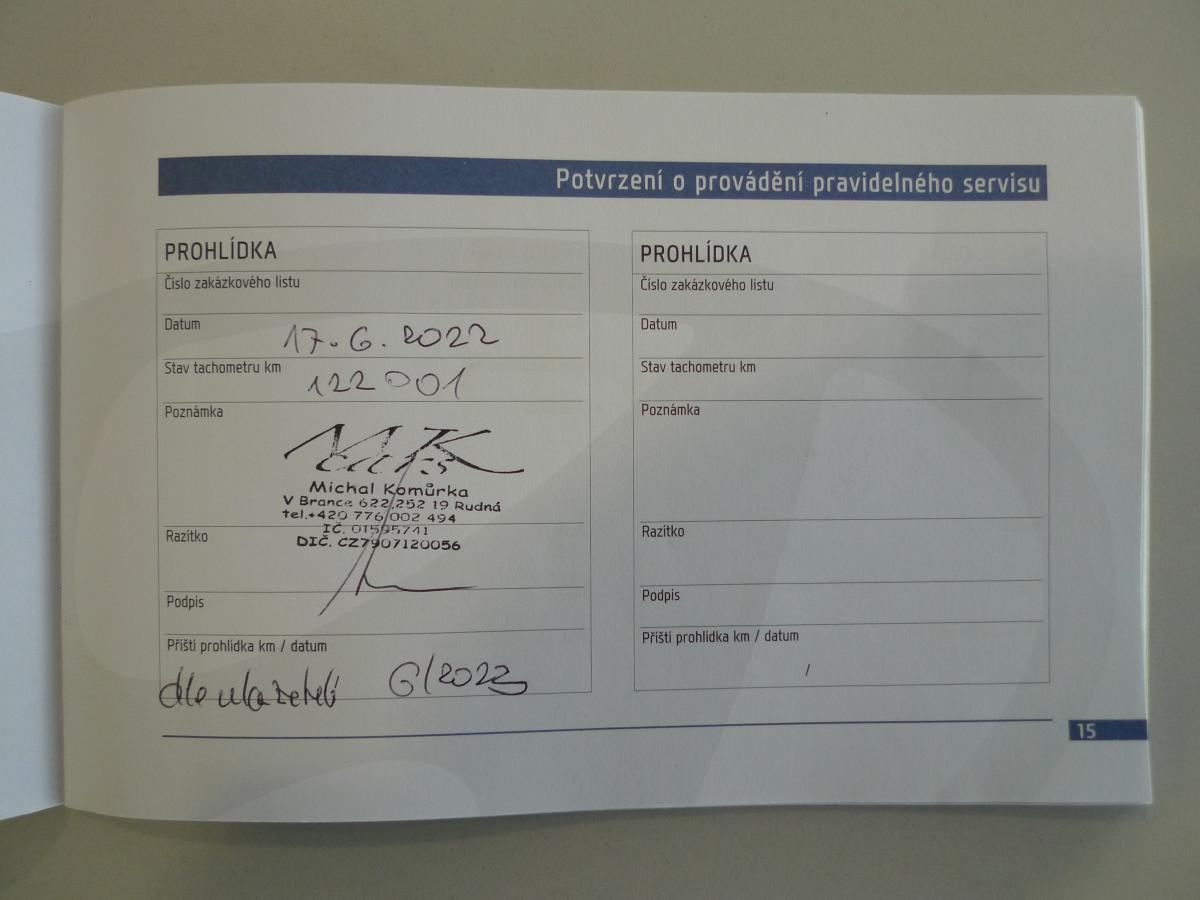 Potvrzení o provádění pravidelného servisu
PROHLÍDKA
Číslo zakázkového listu
Datum 17.6.2022
Stav tachometru km 122001
Poznámka
MK
cars
Michal Komůrka
V Brance 622,252 19 Rudná
tel.+420 776 002 494
IČ. 01595741
Razítko
DIČ. CZ7907120056
Podpis
Příští prohlídka km / datum
dle ukazatelů 6/2023
PROHLÍDKA
Číslo zakázkového listu
Datum
Stav tachometru km
Poznámka
Razítko
Podpis
Příští prohlídka km / datum
/
15